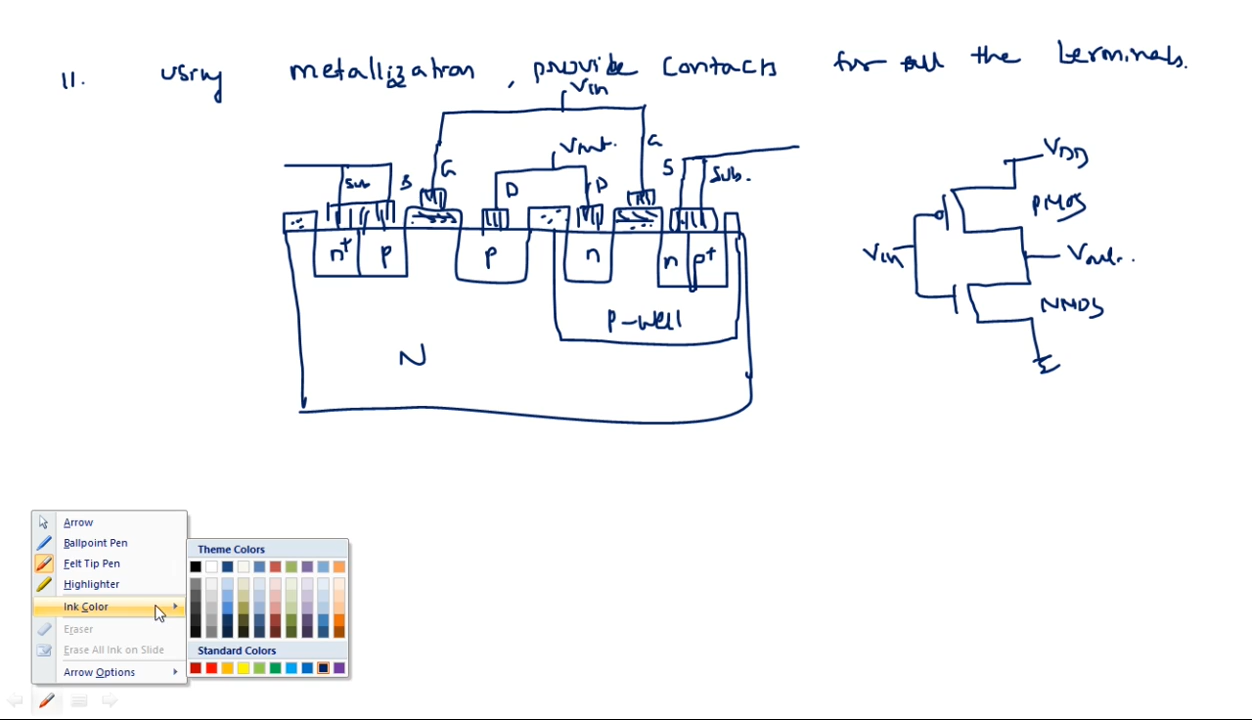 11. Using metallization, provide contacts for all the terminals.
Vin
Vout.
G
G
Sub
S
D
D
S
Sub.
n+ p p n n p+
P-well
N
VDD
PMOS
Vin
Vout.
NMOS
Arrow
Ballpoint Pen
Felt Tip Pen
Highlighter
Ink Color
Eraser
Erase All Ink on Slide
Arrow Options
Theme Colors
Standard Colors